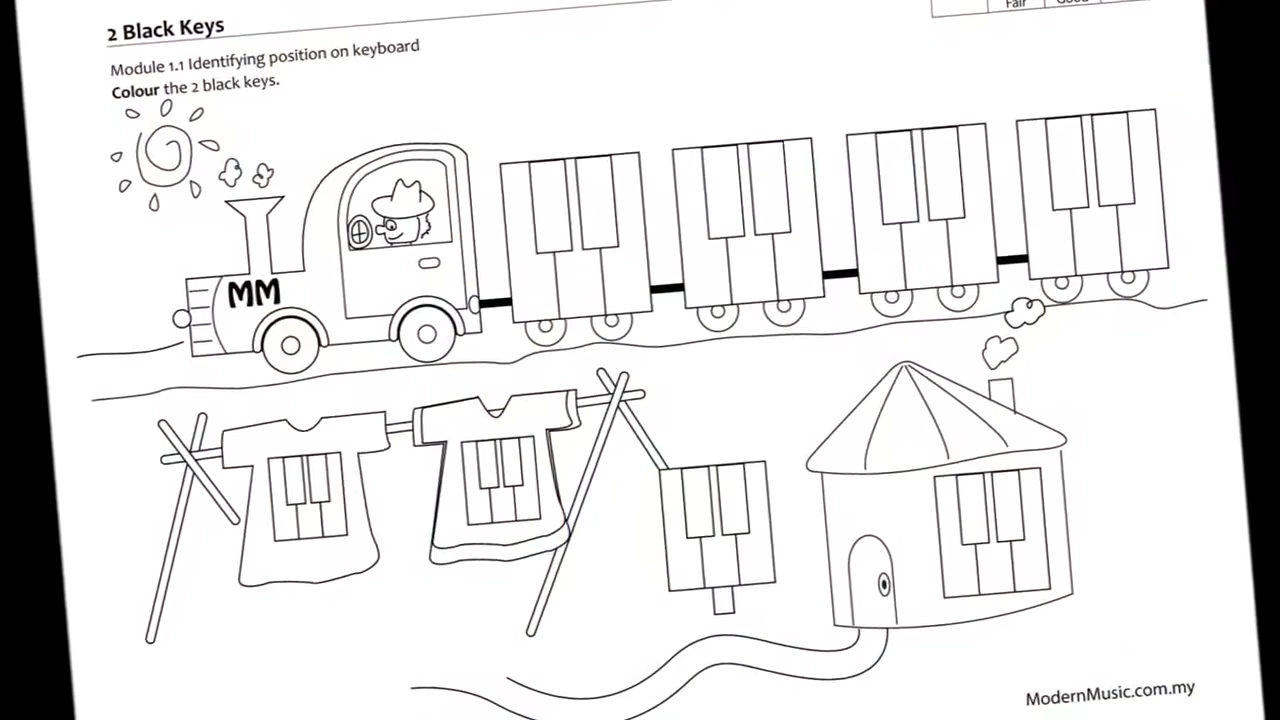 2 Black Keys
Fair
Module 1.1 Identifying position on keyboard
Colour the 2 black keys.
MM
ModernMusic.com.my